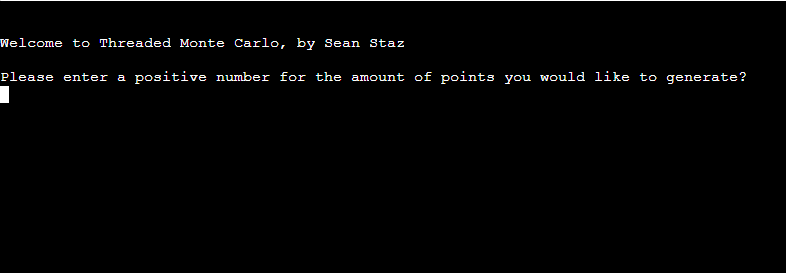 Welcome to Threaded Monte Carlo, by Sean Staz
Please enter a positive number for the amount of points you would like to generate?